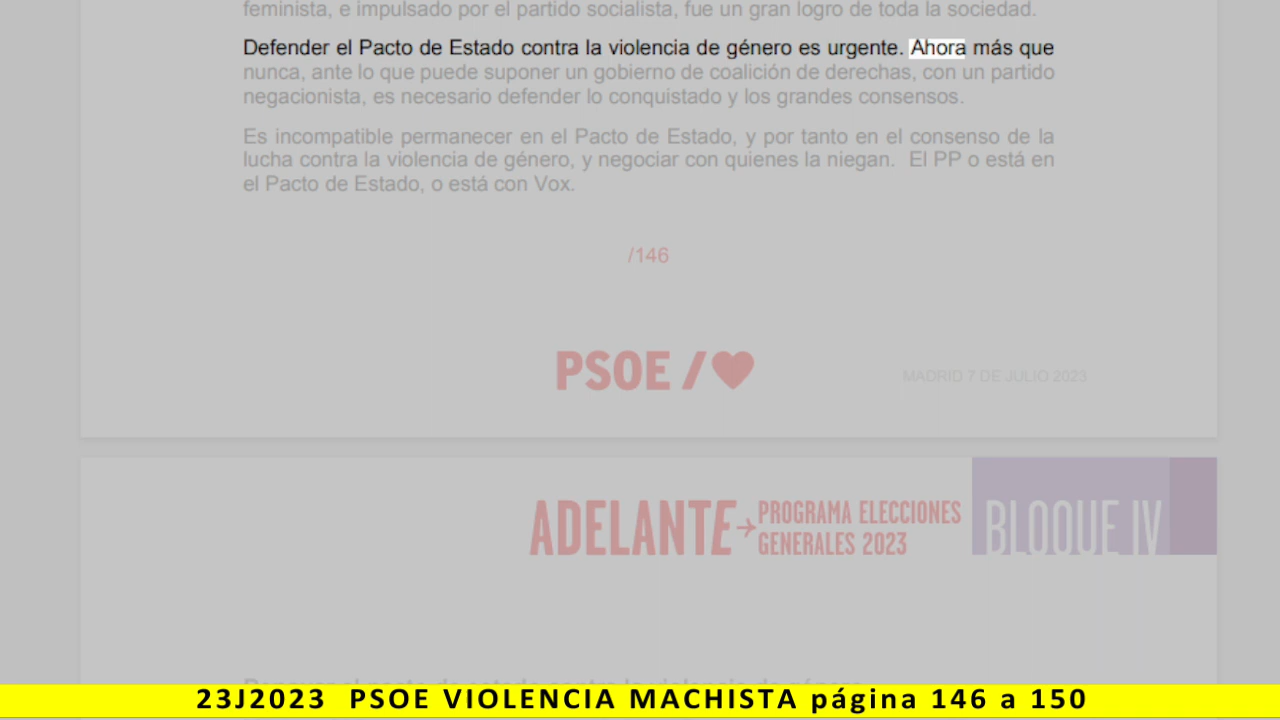 feminista, e impulsado por el partido socialista, fue un gran logro de toda la sociedad.
Defender el Pacto de Estado contra la violencia de género es urgente. Ahora más que
nunca, ante lo que puede suponer un gobierno de coalición de derechas, con un partido
negacionista, es necesario defender lo conquistado y los grandes consensos.
Es incompatible permanecer en el Pacto de Estado, y por tanto en el consenso de la
lucha contra la violencia de género, y negociar con quienes la niegan. El PP o está en
el Pacto de Estado, o está con Vox.
/146
PSOE /
MADRID 7 DE JULIO 2023
ADELANTE→PROGRAMA ELECCIONES
GENERALES 2023
BLOQUE IV
23J2023 PSOE VIOLENCIA MACHISTA página 146 a 150